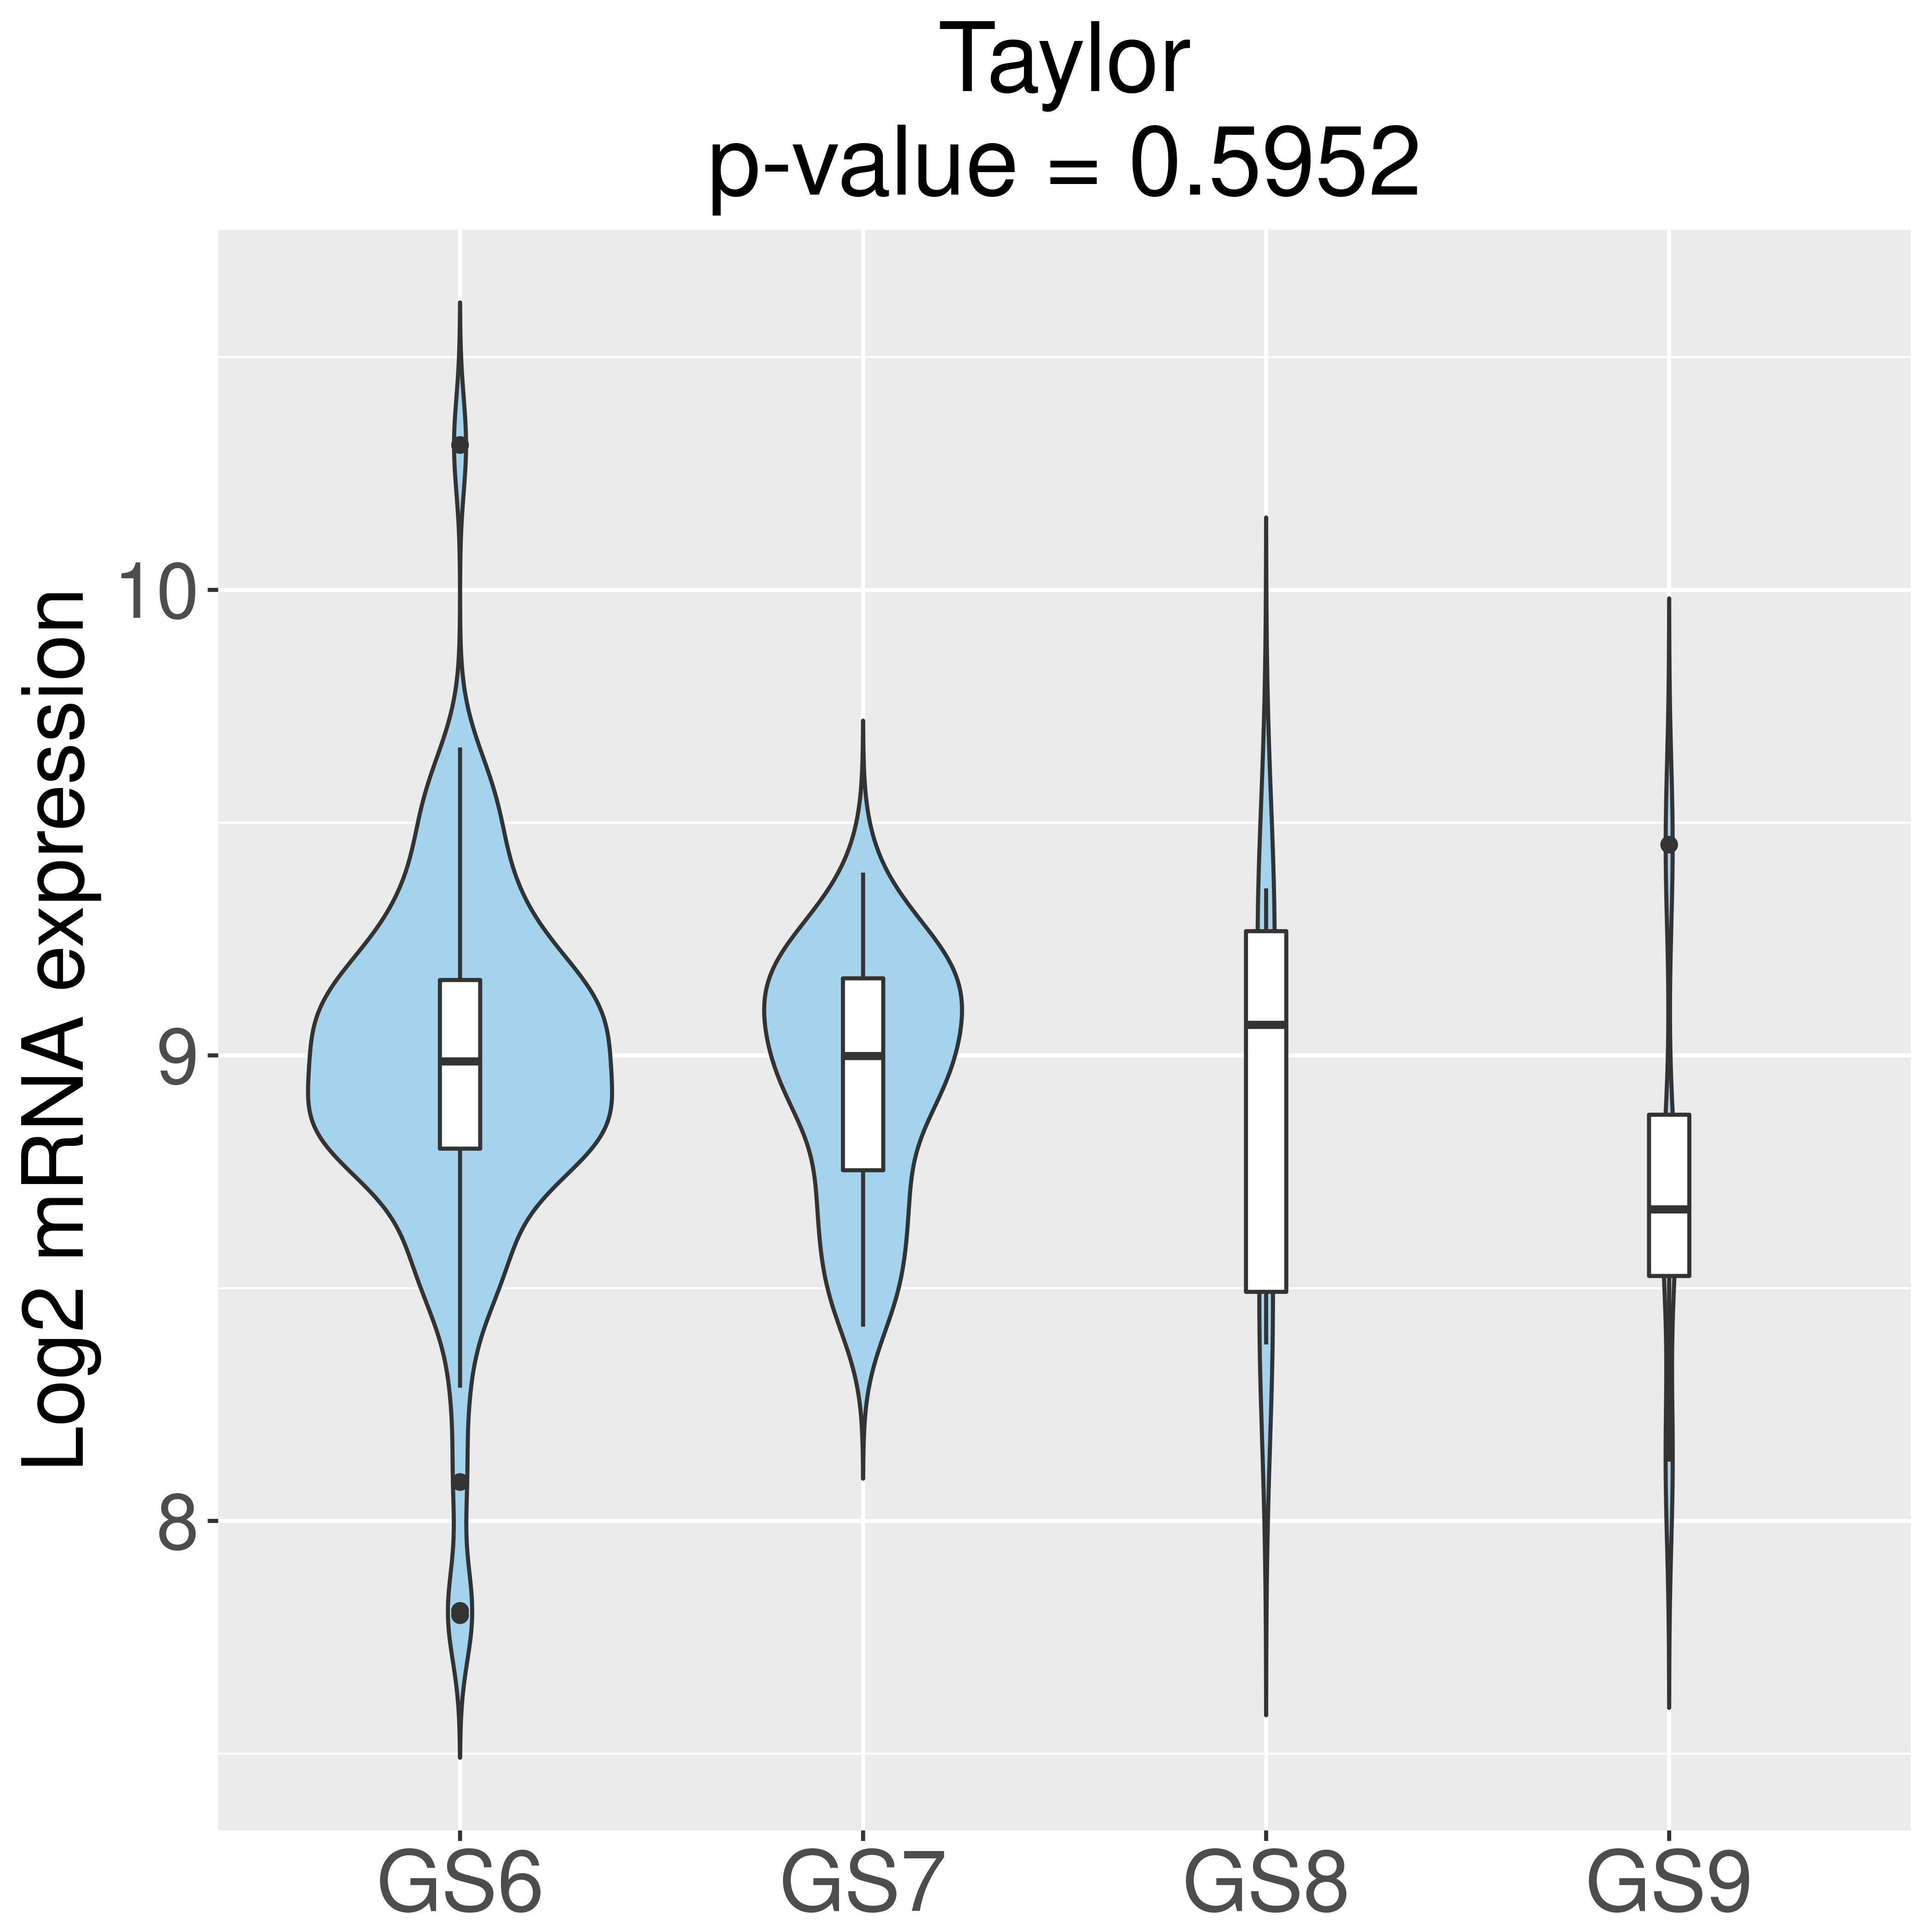 Taylor
p-value = 0.5952
Log2 mRNA expression
10
9
8
GS6 GS7 GS8 GS9